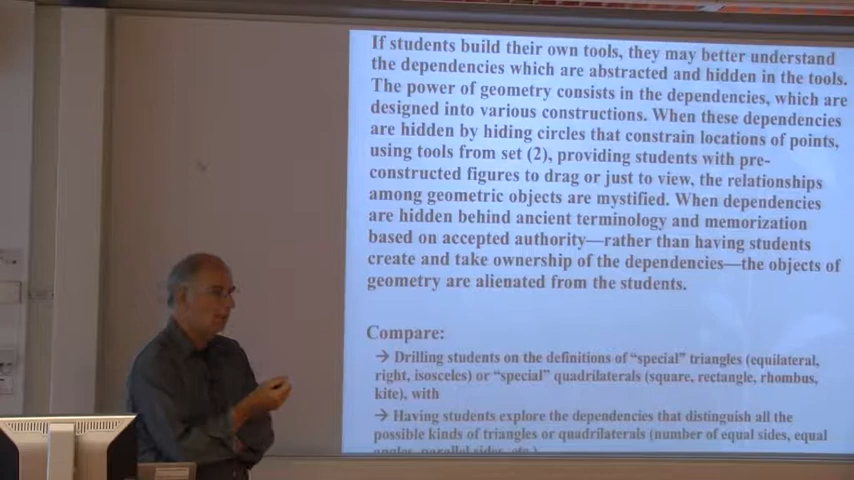 If students build their own tools, they may better understand
the dependencies which are abstracted and hidden in the tools.
The power of geometry consists in the dependencies, which are
designed into various constructions. When these dependencies
are hidden by hiding circles that constrain locations of points,
using tools from set (2), providing students with pre-
constructed figures to drag or just to view, the relationships
among geometric objects are mystified. When dependencies
are hidden behind ancient terminology and memorization
based on accepted authority—rather than having students
create and take ownership of the dependencies—the objects of
geometry are alienated from the students.
Compare:
→ Drilling students on the definitions of “special” triangles (equilateral,
right, isosceles) or “special” quadrilaterals (square, rectangle, rhombus,
kite), with
→ Having students explore the dependencies that distinguish all the
possible kinds of triangles or quadrilaterals (number of equal sides, equal
angles, parallel sides, etc.)